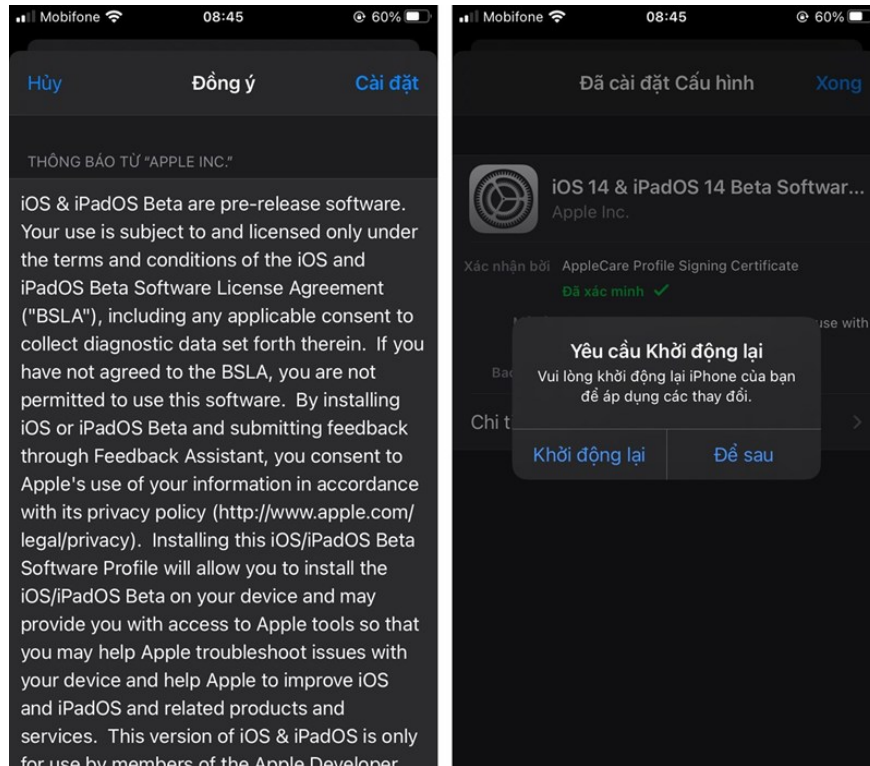 Mobifone 08:45 60%
Hủy Đồng ý Cài đặt
THÔNG BÁO TỪ “APPLE INC.”
iOS & iPadOS Beta are pre-release software.
Your use is subject to and licensed only under
the terms and conditions of the iOS and
iPadOS Beta Software License Agreement
("BSLA"), including any applicable consent to
collect diagnostic data set forth therein. If you
have not agreed to the BSLA, you are not
permitted to use this software. By installing
iOS or iPadOS Beta and submitting feedback
through Feedback Assistant, you consent to
Apple's use of your information in accordance
with its privacy policy (http://www.apple.com/
legal/privacy). Installing this iOS/iPadOS Beta
Software Profile will allow you to install the
iOS/iPadOS Beta on your device and may
provide you with access to Apple tools so that
you may help Apple troubleshoot issues with
your device and help Apple to improve iOS
and iPadOS and related products and
services. This version of iOS & iPadOS is only
for use by members of the Apple Developer
Mobifone 08:45 60%
Đã cài đặt Cấu hình Xong
iOS 14 & iPadOS 14 Beta Softwar...
Apple Inc.
Xác nhận bởi AppleCare Profile Signing Certificate
Đã xác minh
use with
Yêu cầu Khởi động lại
Vui lòng khởi động lại iPhone của bạn
để áp dụng các thay đổi.
Chi t
Khởi động lại Để sau